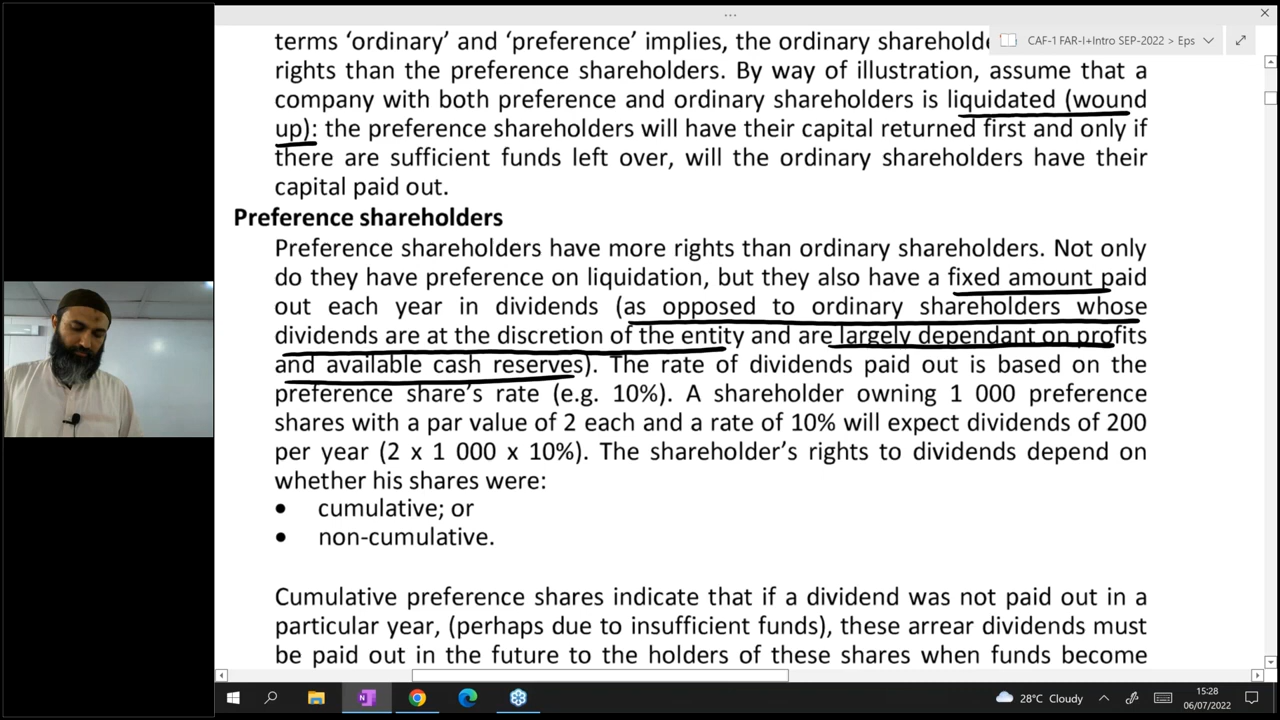 terms ‘ordinary’ and ‘preference’ implies, the ordinary sharehold
CAF-1 FAR-I+Intro SEP-2022 > Eps
rights than the preference shareholders. By way of illustration, assume that a
company with both preference and ordinary shareholders is liquidated (wound
up): the preference shareholders will have their capital returned first and only if
there are sufficient funds left over, will the ordinary shareholders have their
capital paid out.
Preference shareholders
Preference shareholders have more rights than ordinary shareholders. Not only
do they have preference on liquidation, but they also have a fixed amount paid
out each year in dividends (as opposed to ordinary shareholders whose
dividends are at the discretion of the entity and are largely dependant on profits
and available cash reserves). The rate of dividends paid out is based on the
preference share’s rate (e.g. 10%). A shareholder owning 1 000 preference
shares with a par value of 2 each and a rate of 10% will expect dividends of 200
per year (2 x 1 000 x 10%). The shareholder’s rights to dividends depend on
whether his shares were:
• cumulative; or
• non-cumulative.
Cumulative preference shares indicate that if a dividend was not paid out in a
particular year, (perhaps due to insufficient funds), these arrear dividends must
be paid out in the future to the holders of these shares when funds become
28°C Cloudy
15:28
06/07/2022